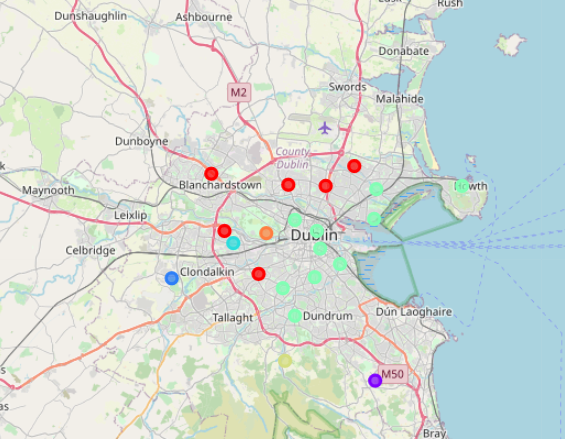 Rush
Dunshaughlin
Ashbourne
Donabate
M2
Swords
Malahide
Dunboyne
County
Dublin
Blanchardstown
Maynooth
Howth
Leixlip
Dublin
Celbridge
Clondalkin
Tallaght
Dundrum
Dún Laoghaire
M50
Bray